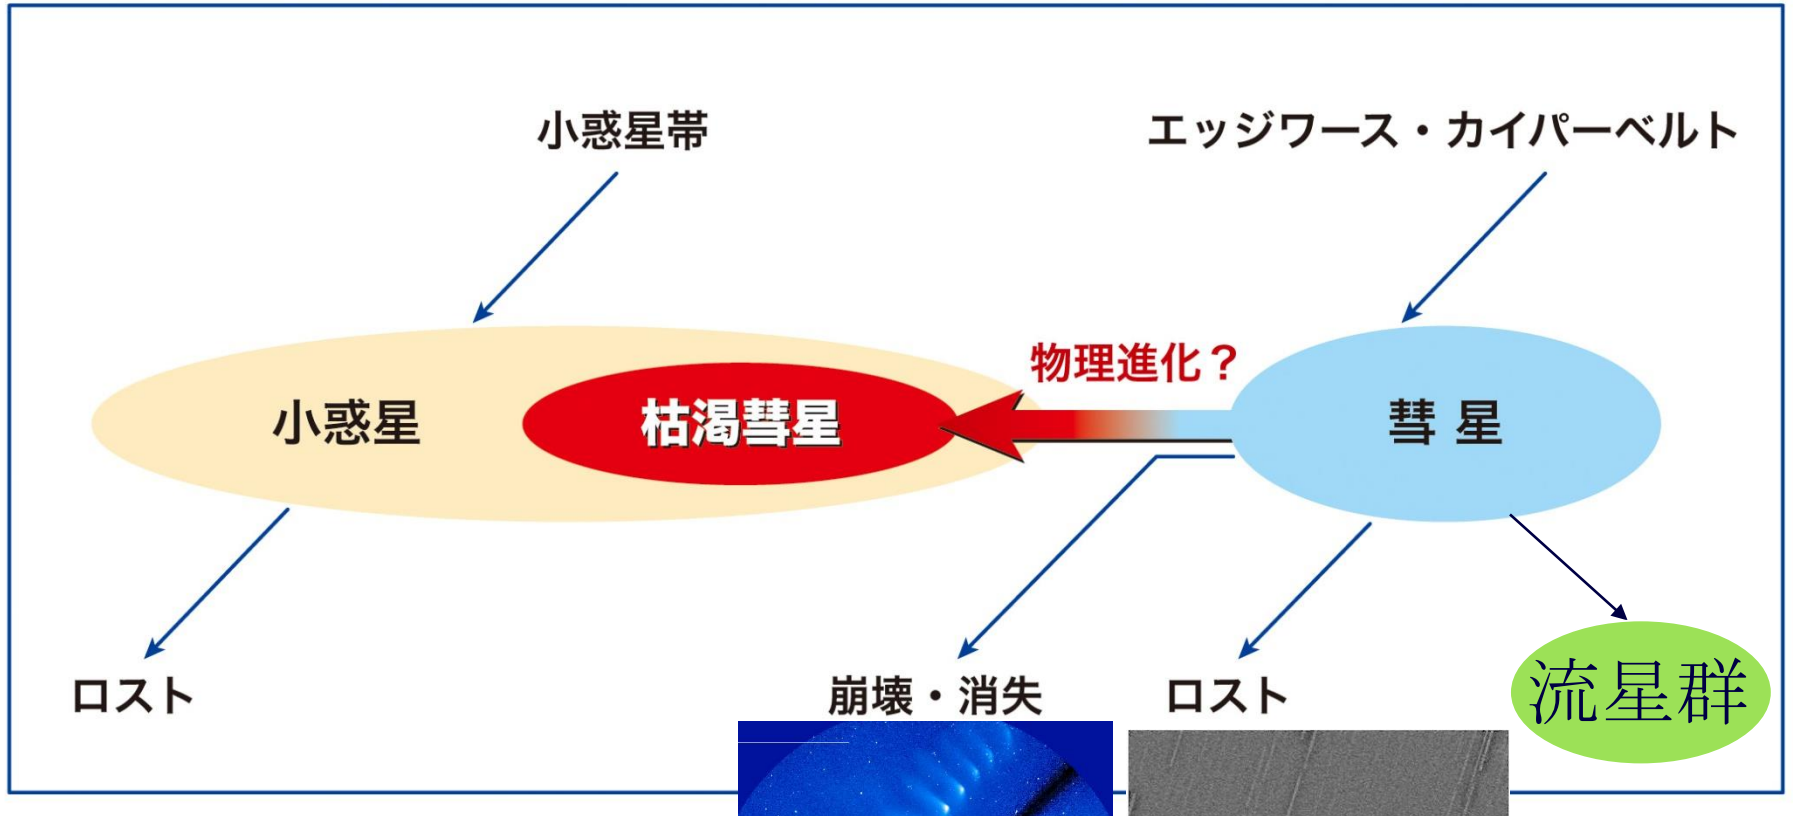 小惑星帯
エッジワース・カイパーベルト
物理進化？
小惑星
枯渇彗星
彗 星
ロスト
崩壊・消失
ロスト
流星群